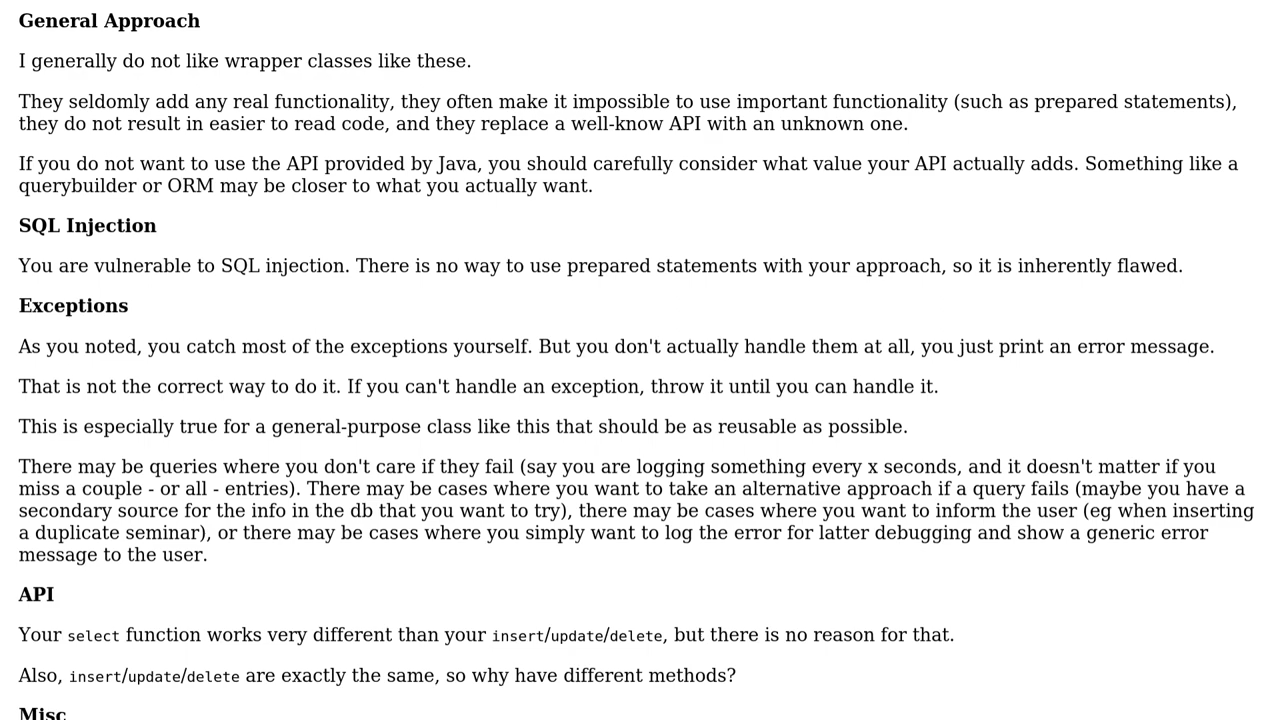 General Approach
I generally do not like wrapper classes like these.
They seldomly add any real functionality, they often make it impossible to use important functionality (such as prepared statements),
they do not result in easier to read code, and they replace a well-know API with an unknown one.
If you do not want to use the API provided by Java, you should carefully consider what value your API actually adds. Something like a
querybuilder or ORM may be closer to what you actually want.
SQL Injection
You are vulnerable to SQL injection. There is no way to use prepared statements with your approach, so it is inherently flawed.
Exceptions
As you noted, you catch most of the exceptions yourself. But you don't actually handle them at all, you just print an error message.
That is not the correct way to do it. If you can't handle an exception, throw it until you can handle it.
This is especially true for a general-purpose class like this that should be as reusable as possible.
There may be queries where you don't care if they fail (say you are logging something every x seconds, and it doesn't matter if you
miss a couple - or all - entries). There may be cases where you want to take an alternative approach if a query fails (maybe you have a
secondary source for the info in the db that you want to try), there may be cases where you want to inform the user (eg when inserting
a duplicate seminar), or there may be cases where you simply want to log the error for latter debugging and show a generic error
message to the user.
API
Your select function works very different than your insert/update/delete, but there is no reason for that.
Also, insert/update/delete are exactly the same, so why have different methods?
Misc